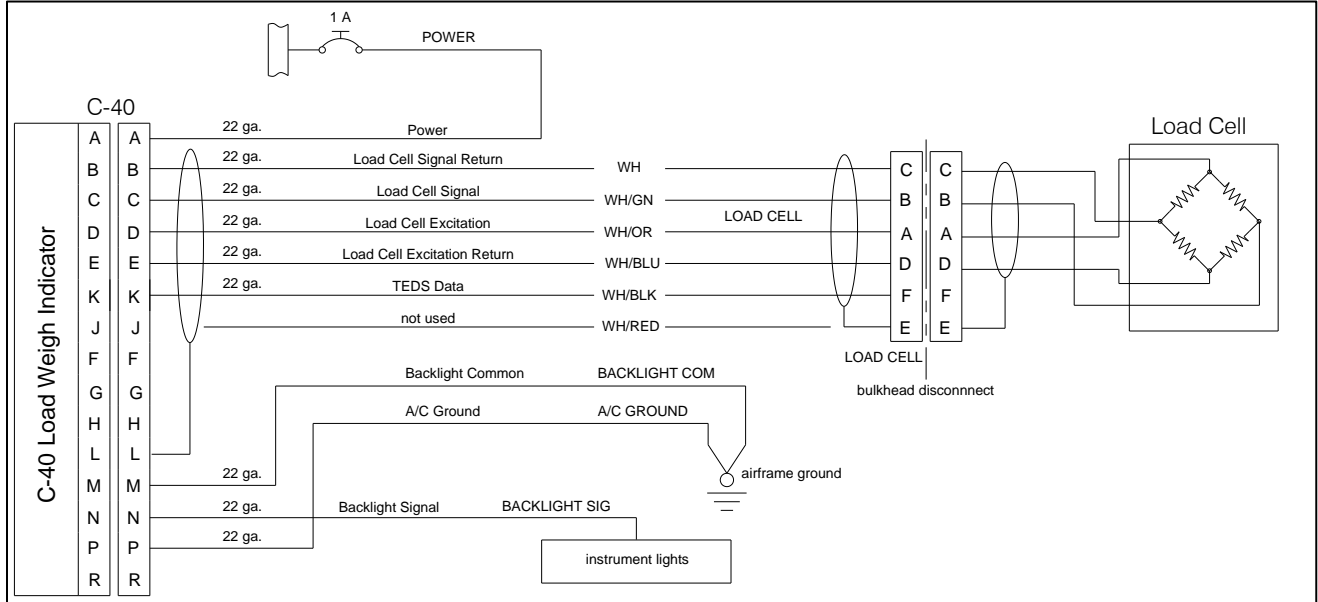 1 A
POWER
C-40
Load Cell
A A 22 ga. Power
B B 22 ga. Load Cell Signal Return WH C C
C C 22 ga. Load Cell Signal WH/GN LOAD CELL B B
D D 22 ga. Load Cell Excitation WH/OR A A
E E 22 ga. Load Cell Excitation Return WH/BLU D D
K K 22 ga. TEDS Data WH/BLK F F
J J not used WH/RED E E
F F LOAD CELL
bulkhead disconnnect
G G Backlight Common BACKLIGHT COM
H H A/C Ground A/C GROUND
L L
airframe ground
M M 22 ga.
N N 22 ga. Backlight Signal BACKLIGHT SIG
P P 22 ga.
instrument lights
R R
C-40 Load Weigh Indicator